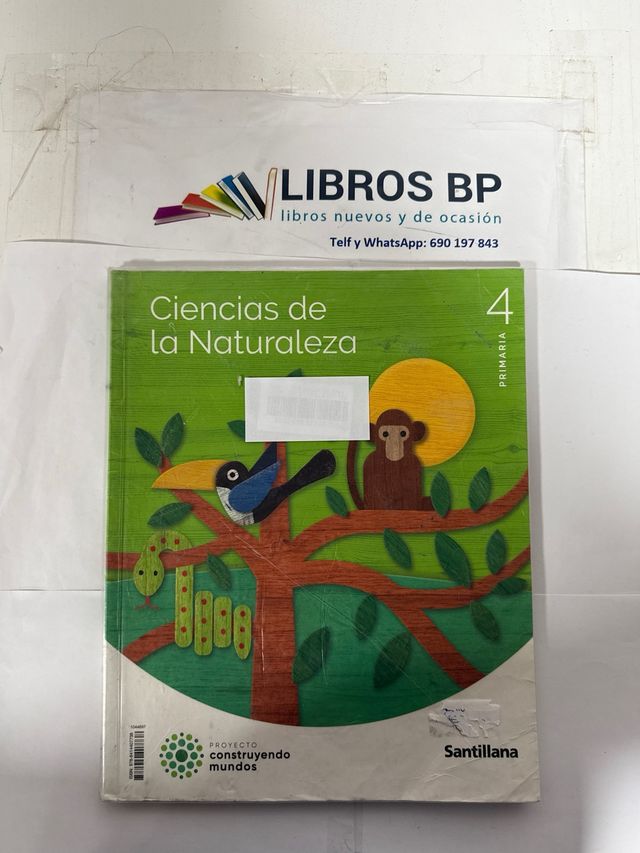 LIBROS BP
libros nuevos y de ocasión
Telf y WhatsApp: 690 197 843
Ciencias de
la Naturaleza
4
PRIMARIA
PROYECTO
construyendo
mundos
Santillana